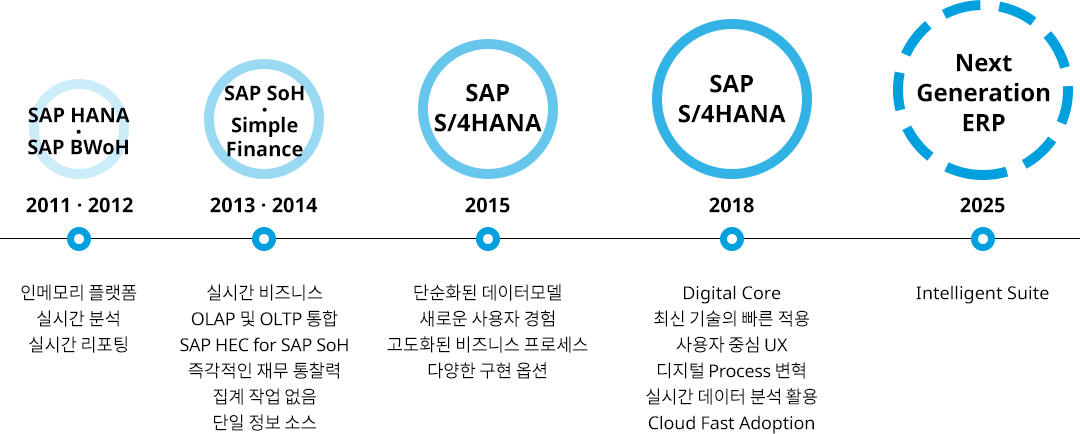 SAP HANA
·
SAP BWoH
2011 · 2012
인메모리 플랫폼
실시간 분석
실시간 리포팅
SAP SoH
·
Simple
Finance
2013 · 2014
실시간 비즈니스
OLAP 및 OLTP 통합
SAP HEC for SAP SoH
즉각적인 재무 통찰력
집계 작업 없음
단일 정보 소스
SAP
S/4HANA
2015
단순화된 데이터모델
새로운 사용자 경험
고도화된 비즈니스 프로세스
다양한 구현 옵션
SAP
S/4HANA
2018
Digital Core
최신 기술의 빠른 적용
사용자 중심 UX
디지털 Process 변혁
실시간 데이터 분석 활용
Cloud Fast Adoption
Next
Generation
ERP
2025
Intelligent Suite